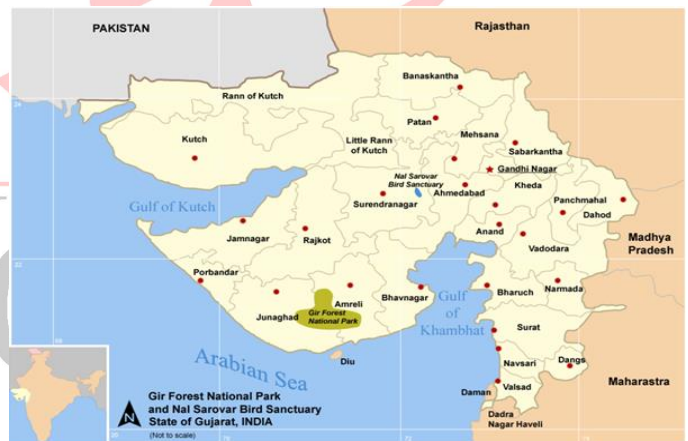 PAKISTAN
Rajasthan
Banaskantha
Rann of Kutch
Patan
Mehsana
Little Rann
of Kutch
Kutch
Sabarkantha
Gandhi Nagar
Nal Sarovar
Bird Sanctuary
Ahmedabad
Kheda
Surendranagar
Panchmahal
Dahod
Gulf of Kutch
Anand
Jamnagar
Rajkot
Vadodara
Madhya
Pradesh
Porbandar
Narmada
Bharuch
Bhavnagar
Amreli
Junaghad
Gir Forest
National Park
Gulf
of
Khambhat
Surat
Arabian Sea
Diu
Navsari
Dangs
Maharastra
Daman
Valsad
Dadra
Nagar Haveli
N
Gir Forest National Park
and Nal Sarovar Bird Sanctuary
State of Gujarat, INDIA
(Not to scale)